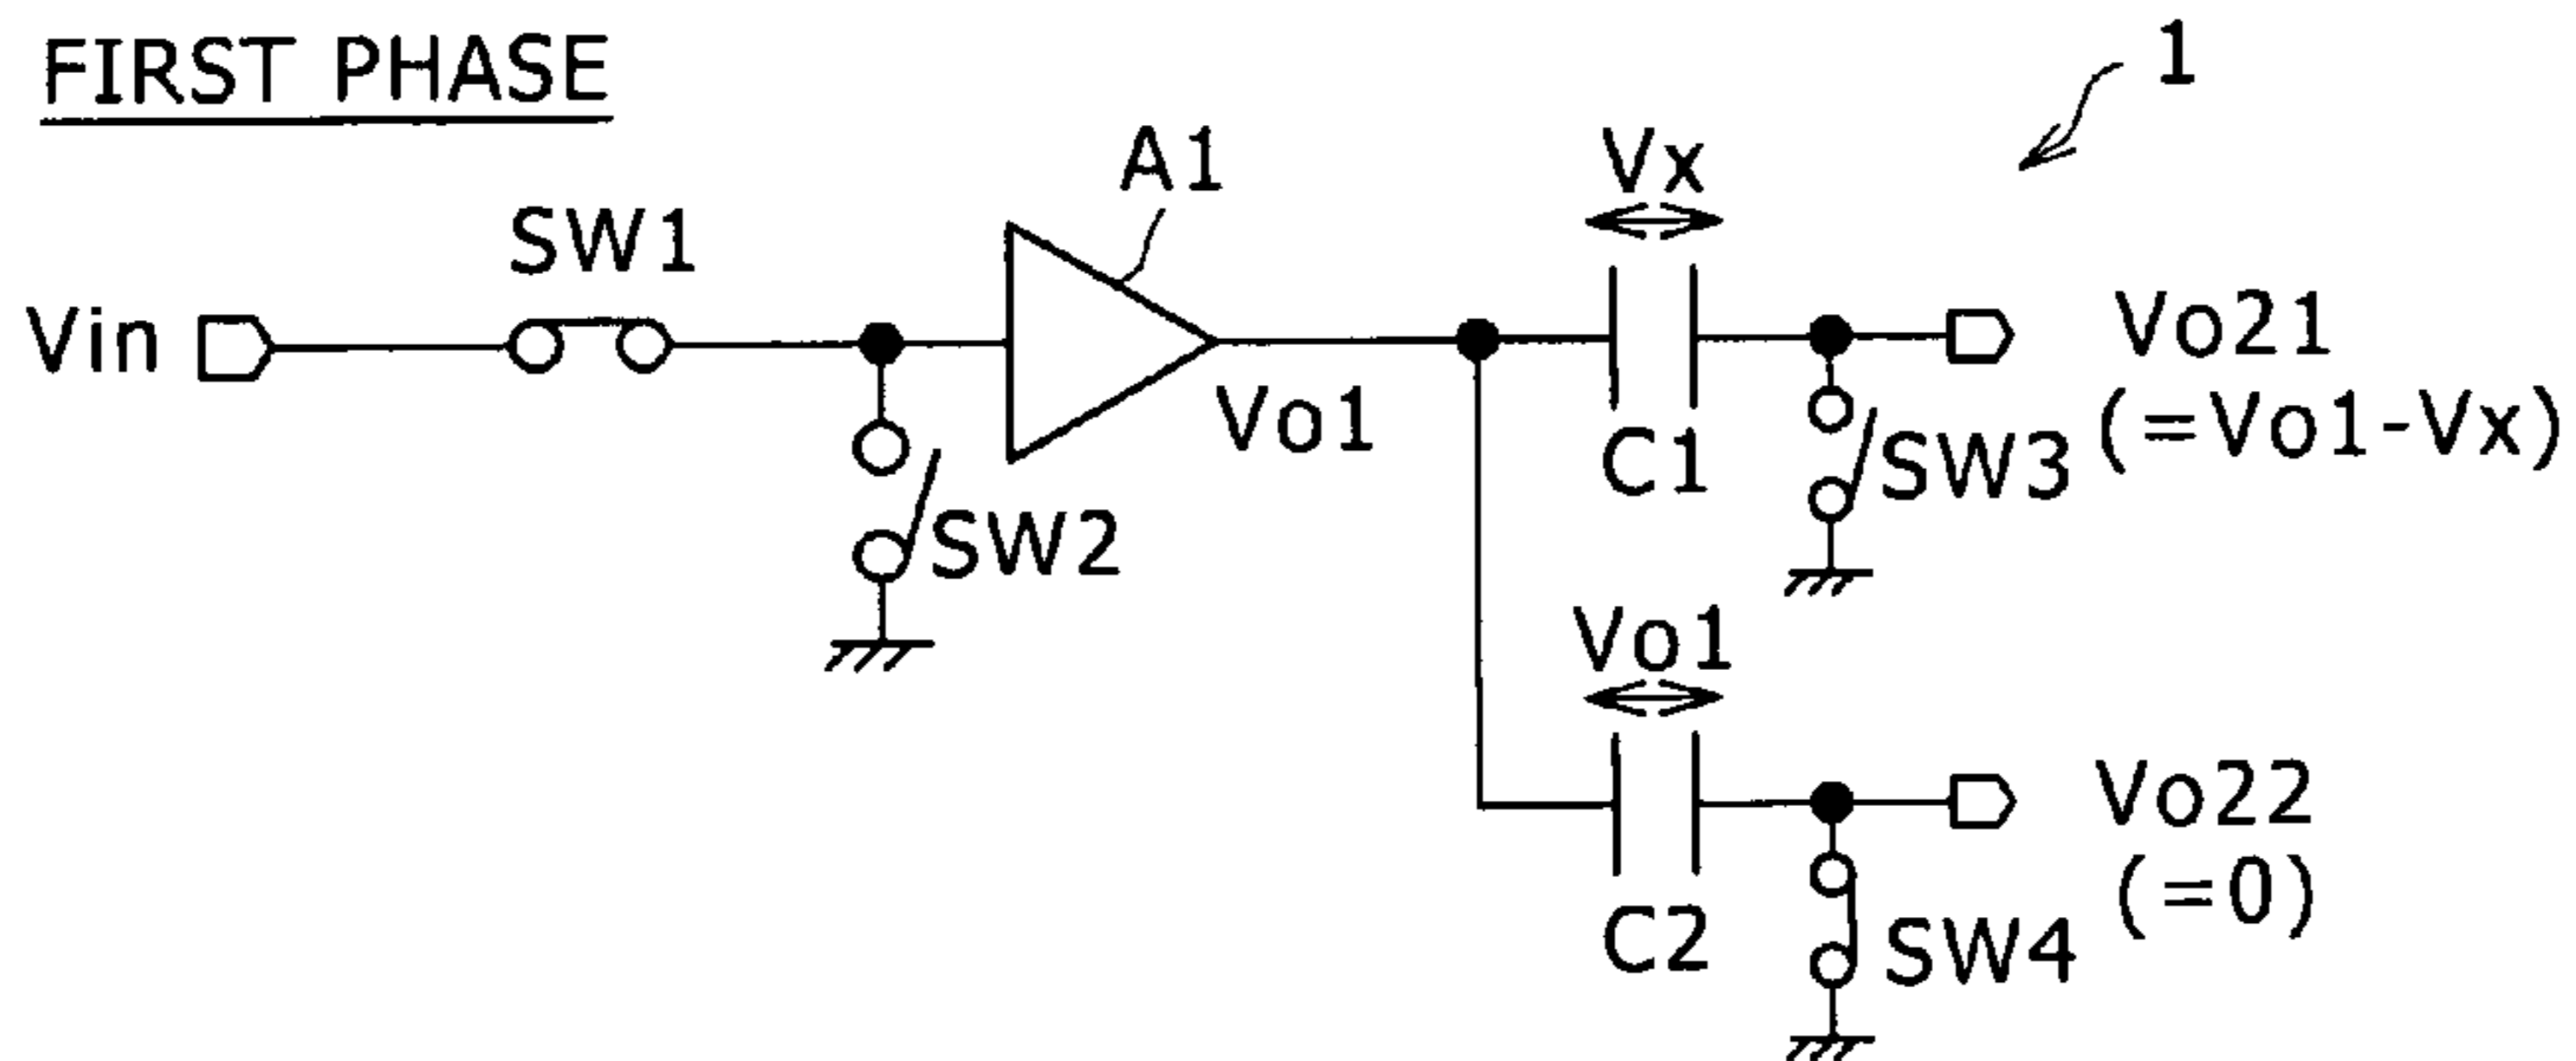 FIRST PHASE
1
A1
Vx
SW1
Vin
Vo21
Vo1
(=Vo1-Vx)
C1
SW3
SW2
Vo1
Vo22
(=0)
C2
SW4